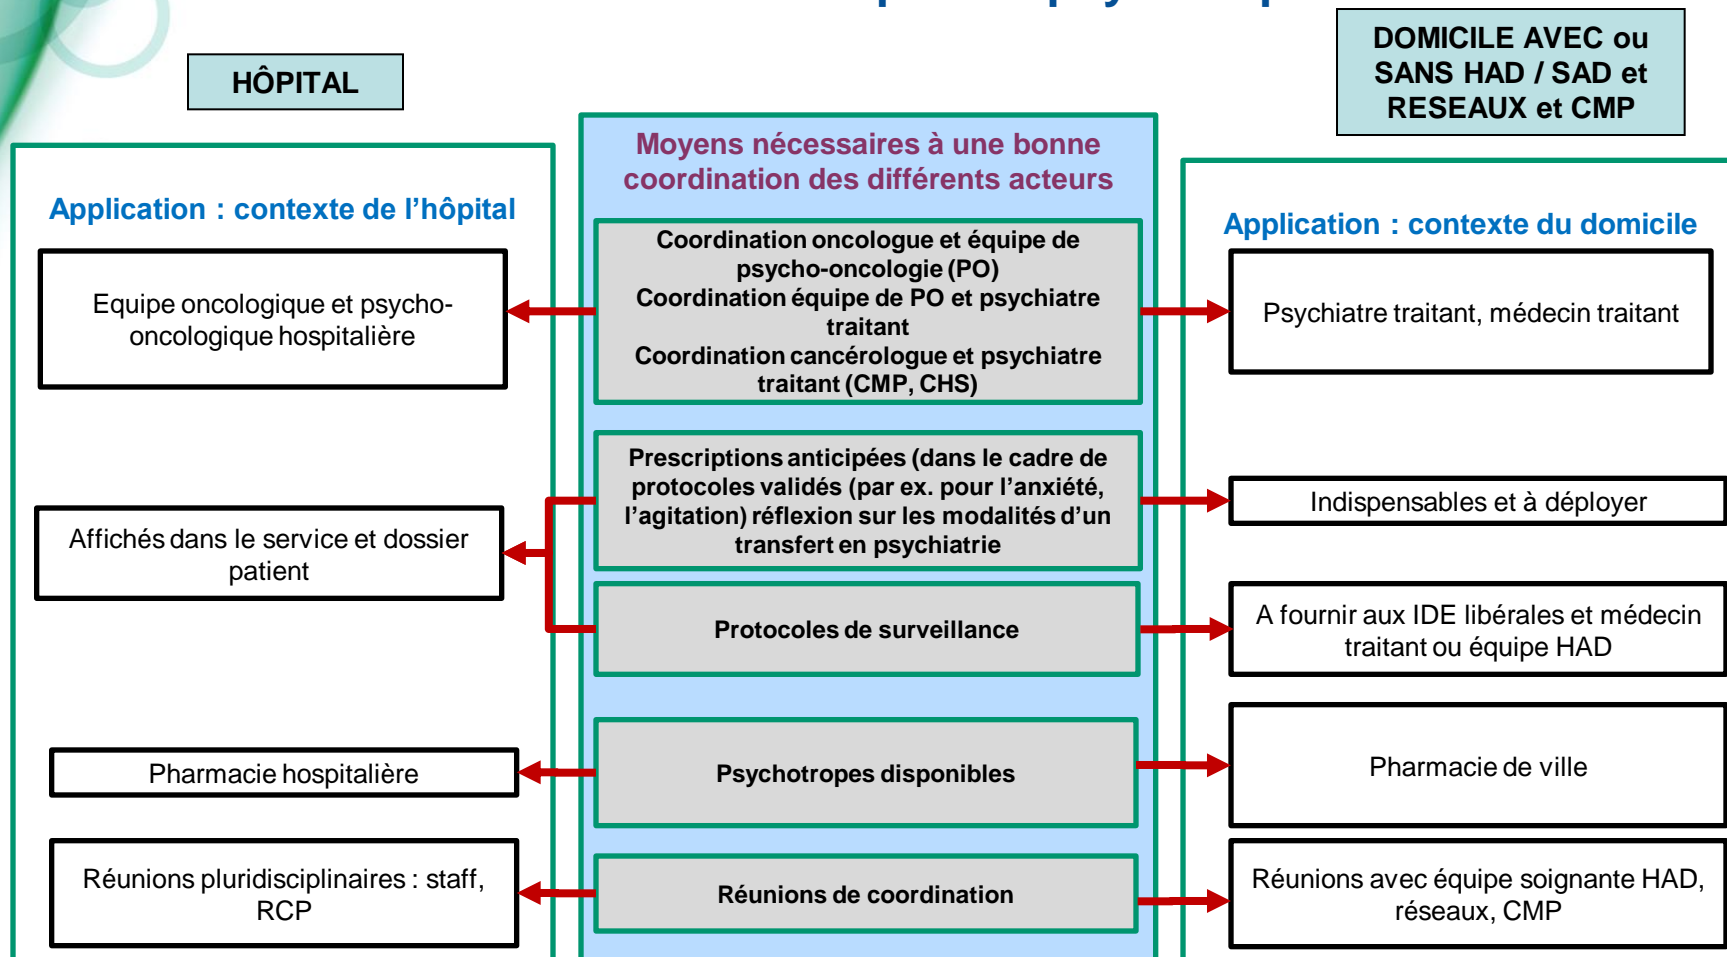 HÔPITAL
DOMICILE AVEC ou
SANS HAD / SAD et
RESEAUX et CMP
Moyens nécessaires à une bonne
coordination des différents acteurs
Application : contexte de l’hôpital
Application : contexte du domicile
Equipe oncologique et psycho-
oncologique hospitalière
Coordination oncologue et équipe de
psycho-oncologie (PO)
Coordination équipe de PO et psychiatre
traitant
Coordination cancérologue et psychiatre
traitant (CMP, CHS)
Psychiatre traitant, médecin traitant
Affichés dans le service et dossier
patient
Prescriptions anticipées (dans le cadre de
protocoles validés (par ex. pour l’anxiété,
l’agitation) réflexion sur les modalités d’un
transfert en psychiatrie
Indispensables et à déployer
Protocoles de surveillance
A fournir aux IDE libérales et médecin
traitant ou équipe HAD
Pharmacie hospitalière
Psychotropes disponibles
Pharmacie de ville
Réunions pluridisciplinaires : staff,
RCP
Réunions de coordination
Réunions avec équipe soignante HAD,
réseaux, CMP